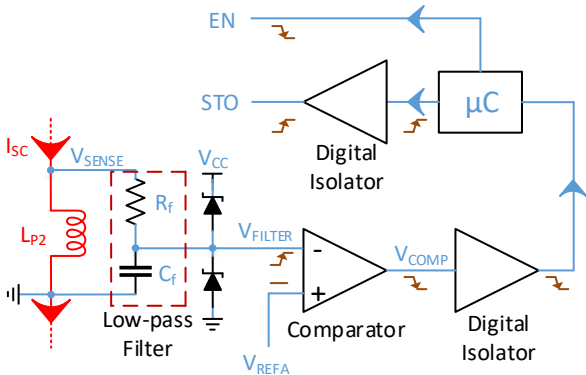 EN
STO
µC
Digital
Isolator
I_SC
V_SENSE
V_CC
R_f
L_P2
V_FILTER
C_f
-
+
V_COMP
Low-pass
Filter
Comparator
Digital
Isolator
V_REFA